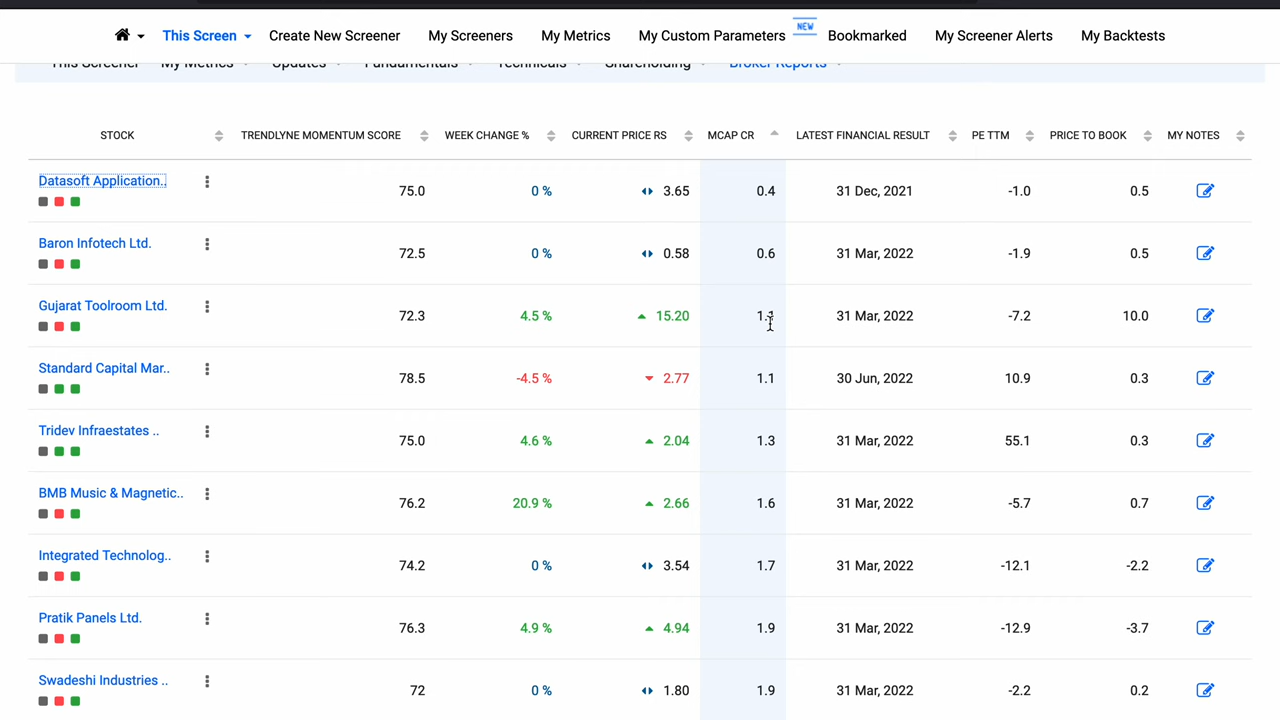 This Screen Create New Screener My Screeners My Metrics My Custom Parameters NEW Bookmarked My Screener Alerts My Backtests
This Screener My Metrics Updates Fundamentals Technicals Shareholding Broker Reports
STOCK TRENDLYNE MOMENTUM SCORE WEEK CHANGE % CURRENT PRICE RS MCAP CR LATEST FINANCIAL RESULT PE TTM PRICE TO BOOK MY NOTES
Datasoft Application.. 75.0 0 % 3.65 0.4 31 Dec, 2021 -1.0 0.5
Baron Infotech Ltd. 72.5 0 % 0.58 0.6 31 Mar, 2022 -1.9 0.5
Gujarat Toolroom Ltd. 72.3 4.5 % 15.20 31 Mar, 2022 -7.2 10.0
Standard Capital Mar.. 78.5 -4.5 % 2.77 1.1 30 Jun, 2022 10.9 0.3
Tridev Infraestates .. 75.0 4.6 % 2.04 1.3 31 Mar, 2022 55.1 0.3
BMB Music & Magnetic.. 76.2 20.9 % 2.66 1.6 31 Mar, 2022 -5.7 0.7
Integrated Technolog.. 74.2 0 % 3.54 1.7 31 Mar, 2022 -12.1 -2.2
Pratik Panels Ltd. 76.3 4.9 % 4.94 1.9 31 Mar, 2022 -12.9 -3.7
Swadeshi Industries .. 72 0 % 1.80 1.9 31 Mar, 2022 -2.2 0.2